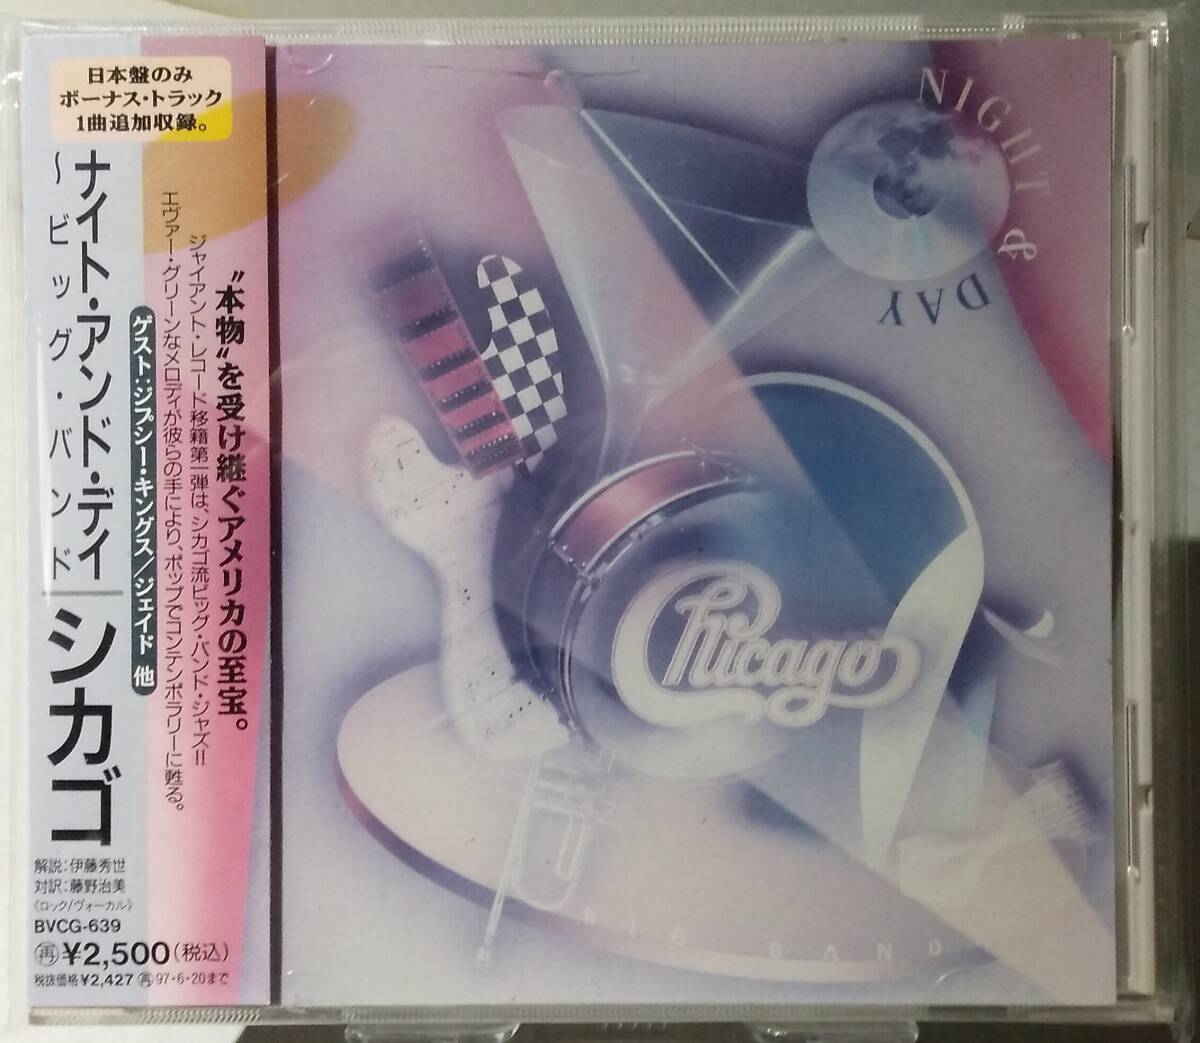 日本盤のみ
ボーナス・トラック
1曲追加収録。
ナイト・アンド・デイ
～ビッグ・バンド
シカゴ
ゲスト:ジプシー・キングス／ジェイド 他
"本物"を受け継ぐアメリカの至宝。
ジャイアント・レコード移籍第一弾は、シカゴ流ビッグ・バンド・ジャズ!!
エヴァー・グリーンなメロディが彼らの手により、ポップでコンテンポラリーに甦る。
解説:伊藤秀世
対訳:藤野治美
《ロック/ヴォーカル》
BVCG-639
再¥2,500(税込)
税抜価格¥2,427 再97・6・20まで
NIGHT & DAY
Chicago
BIG BAND